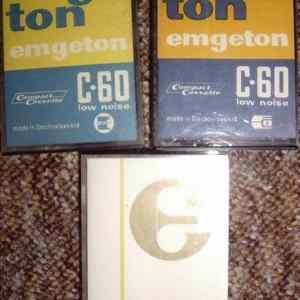 ton
emgeton
Compact
Cassette
C-60
low noise
made in Czechoslovakia
ton
emgeton
Compact
Cassette
C-60
low noise
made in Czechoslovakia